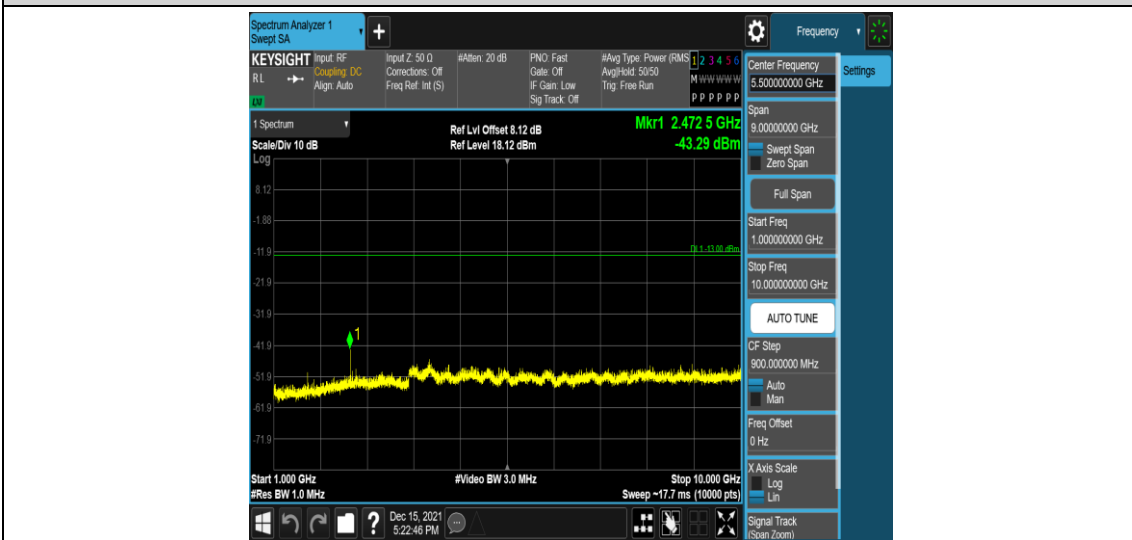 Spectrum Analyzer 1
Swept SA
+
Frequency
KEYSIGHT
RL
LXI
Input: RF
Coupling: DC
Align: Auto
Input Z: 50 Ω
Corrections: Off
Freq Ref: Int (S)
#Atten: 20 dB
PNO: Fast
Gate: Off
IF Gain: Low
Sig Track: Off
#Avg Type: Power (RMS
Avg|Hold: 50/50
Trig: Free Run
1 2 3 4 5 6
M W W W W W
P P P P P P
Center Frequency
5.500000000 GHz
Settings
1 Spectrum
Scale/Div 10 dB
Log
Ref Lvl Offset 8.12 dB
Ref Level 18.12 dBm
Mkr1 2.472 5 GHz
-43.29 dBm
Span
9.00000000 GHz
Swept Span
Zero Span
Full Span
Start Freq
1.000000000 GHz
Stop Freq
10.000000000 GHz
AUTO TUNE
CF Step
900.000000 MHz
Auto
Man
Freq Offset
0 Hz
X Axis Scale
Log
Lin
Signal Track
(Span Zoom)
8.12
-1.88
-11.9
DL1 -13.00 dBm
-21.9
-31.9
1
-41.9
-51.9
-61.9
-71.9
Start 1.000 GHz
#Video BW 3.0 MHz
Stop 10.000 GHz
#Res BW 1.0 MHz
Sweep ~17.7 ms (10000 pts)
?
Dec 15, 2021
5:22:46 PM